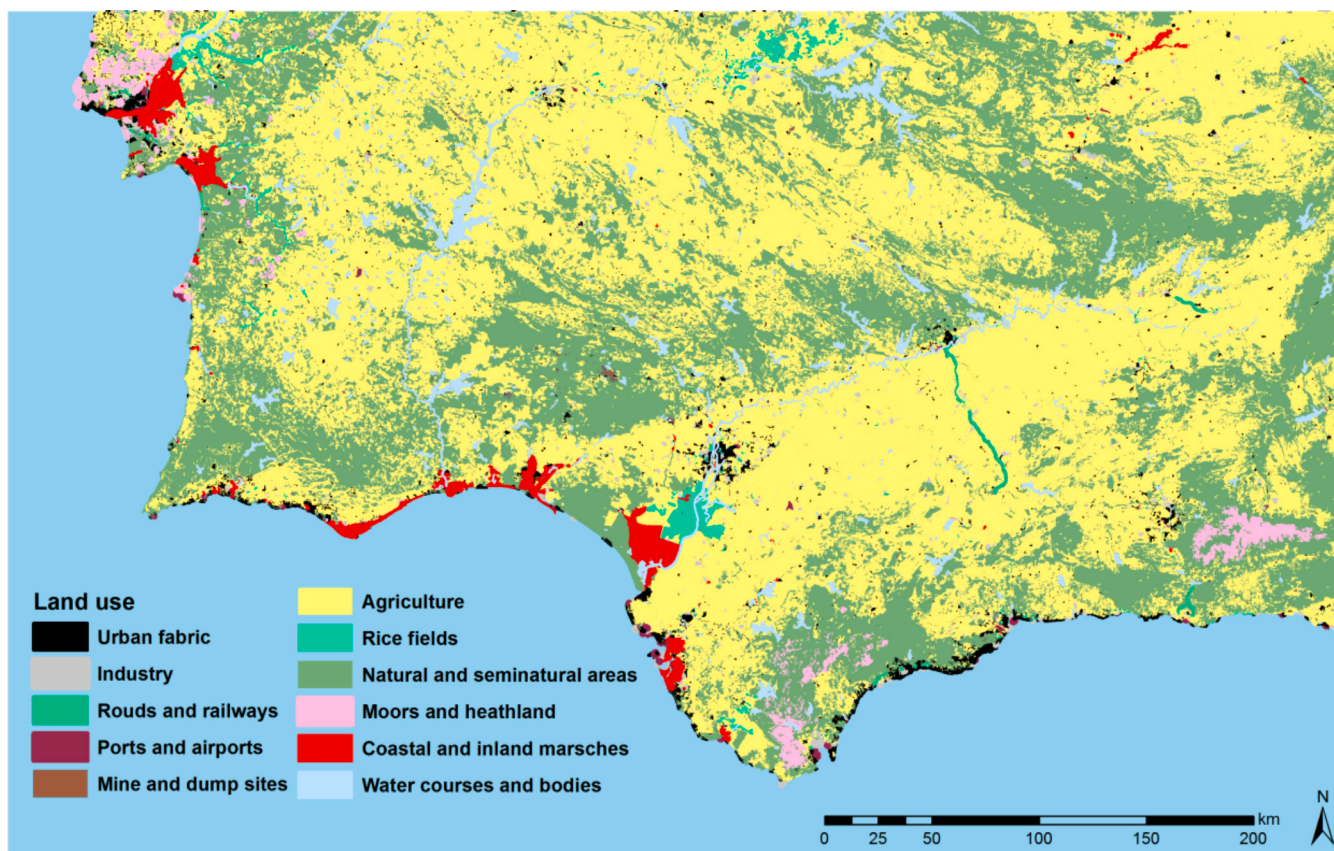 Land use
Urban fabric
Industry
Rouds and railways
Ports and airports
Mine and dump sites
Agriculture
Rice fields
Natural and seminatural areas
Moors and heathland
Coastal and inland marsches
Water courses and bodies
N
km
0 25 50 100 150 200